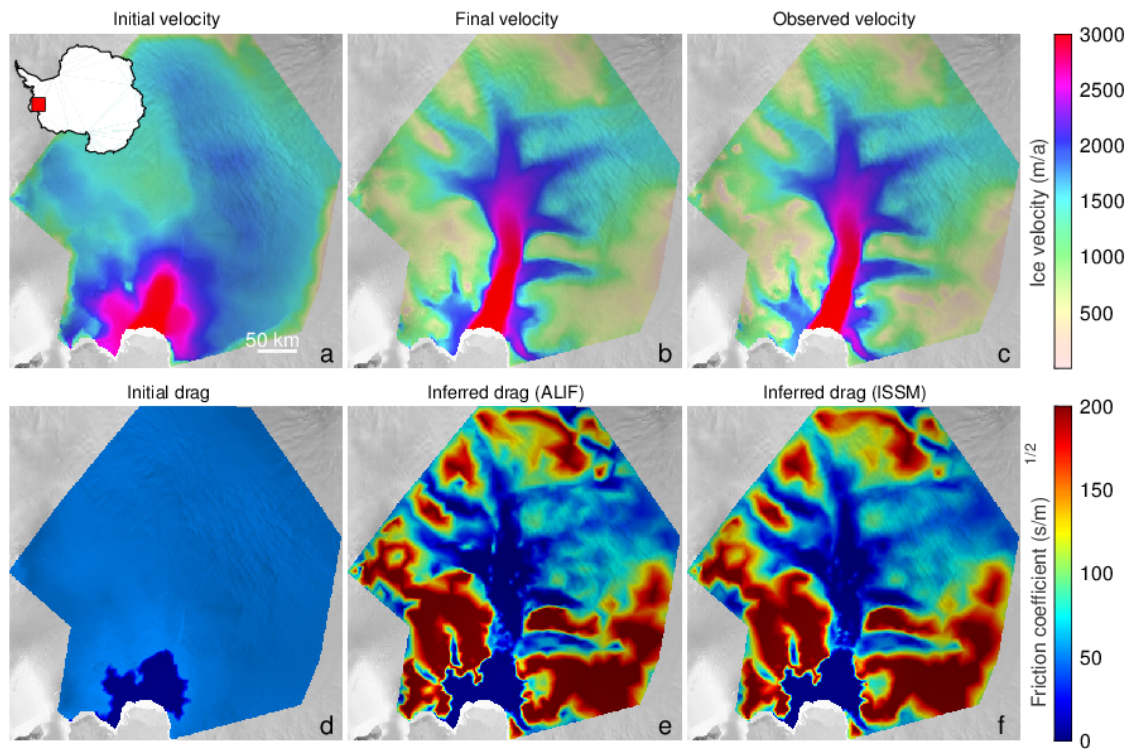 Initial velocity
Final velocity
Observed velocity
50 km
a
b
c
3000
2500
2000
1500
1000
500
Ice velocity (m/a)
Initial drag
Inferred drag (ALIF)
Inferred drag (ISSM)
d
e
f
200
150
100
50
0
Friction coefficient (s/m) 1/2